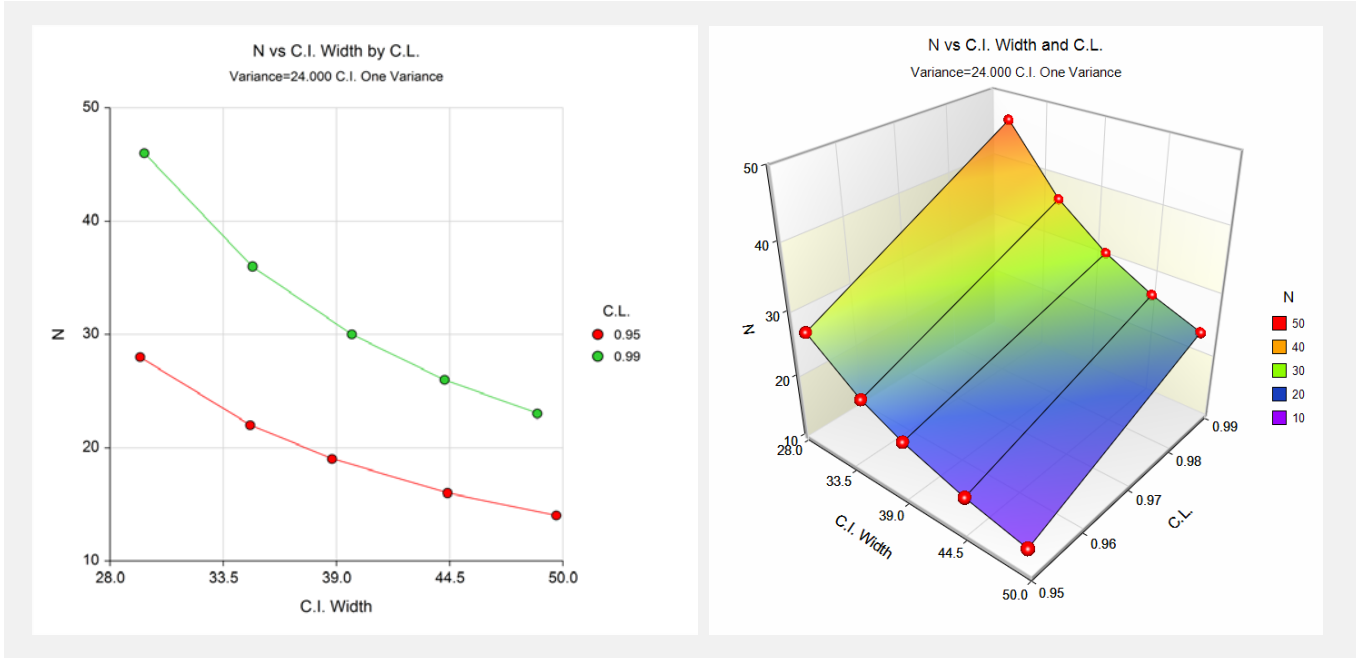 N vs C.I. Width by C.L.
Variance=24.000 C.I. One Variance
50
40
30
20
10
N
28.0 33.5 39.0 44.5 50.0
C.I. Width
C.L.
0.95
0.99
N vs C.I. Width and C.L.
Variance=24.000 C.I. One Variance
50
40
30
20
10
N
28.0
33.5
39.0
44.5
50.0
C.I. Width
0.95
0.96
0.97
0.98
0.99
C.L.
N
50
40
30
20
10